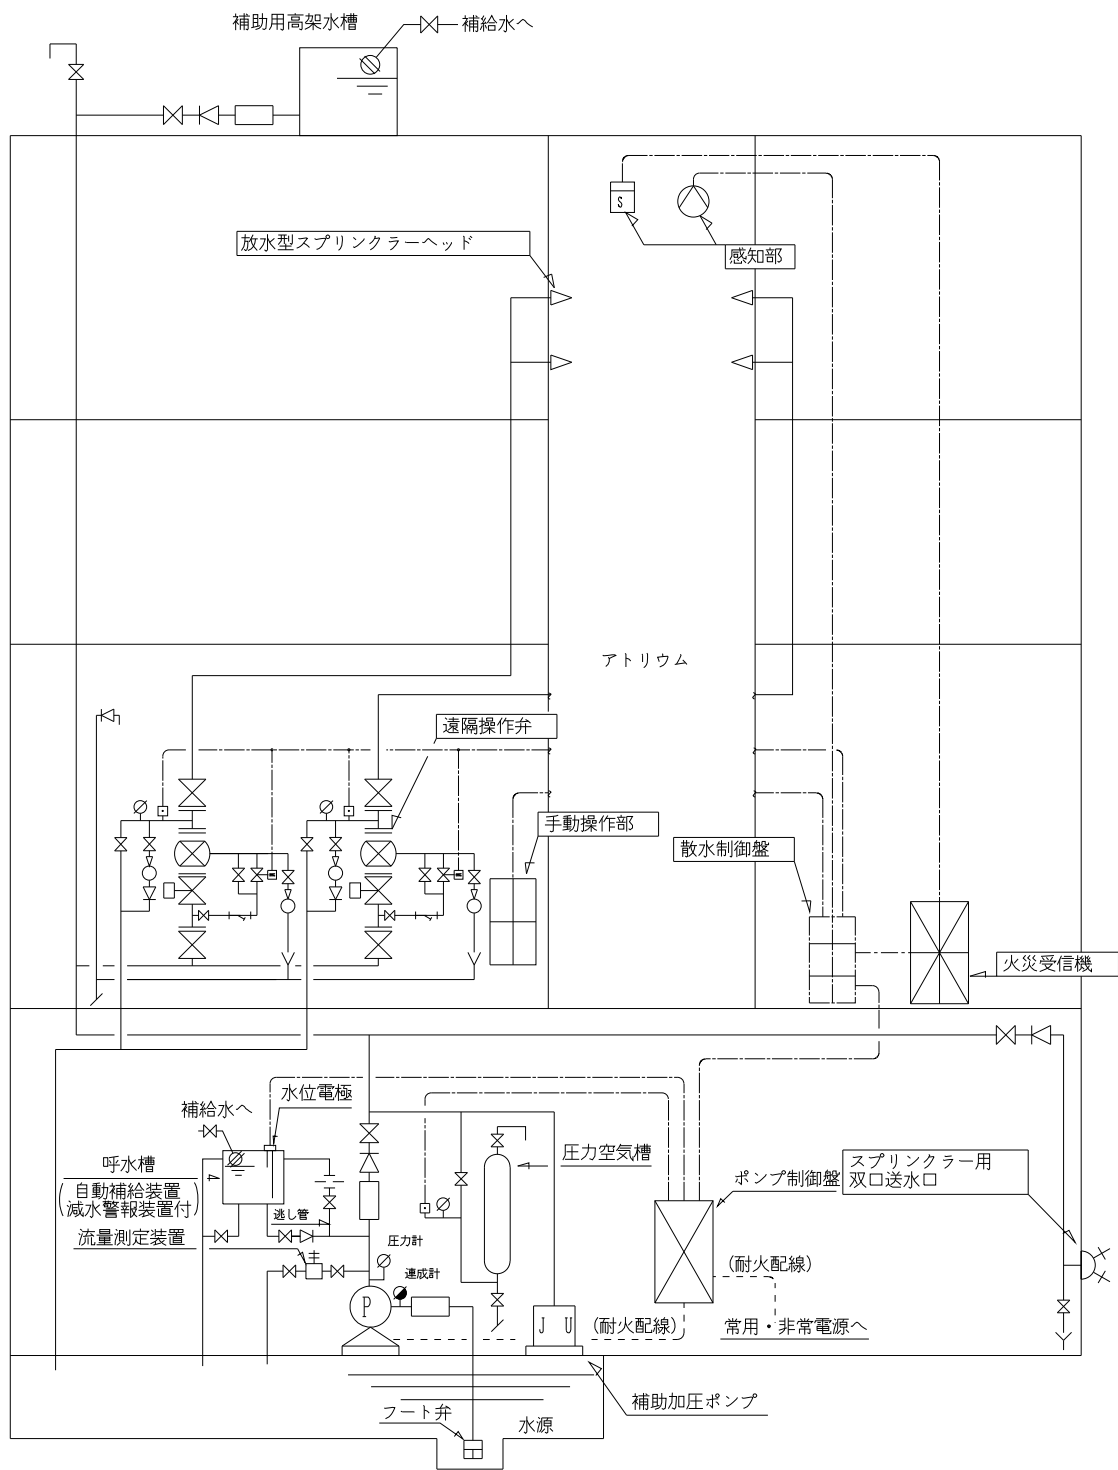 補助用高架水槽
補給水へ
S
放水型スプリンクラーヘッド
感知部
アトリウム
遠隔操作弁
手動操作部
散水制御盤
火災受信機
水位電極
補給水へ
呼水槽
(自動補給装置
減水警報装置付)
逃し管
流量測定装置
圧力計
連成計
P
圧力空気槽
ポンプ制御盤
スプリンクラー用
双口送水口
(耐火配線)
J U
(耐火配線)
常用・非常電源へ
補助加圧ポンプ
フート弁
水源